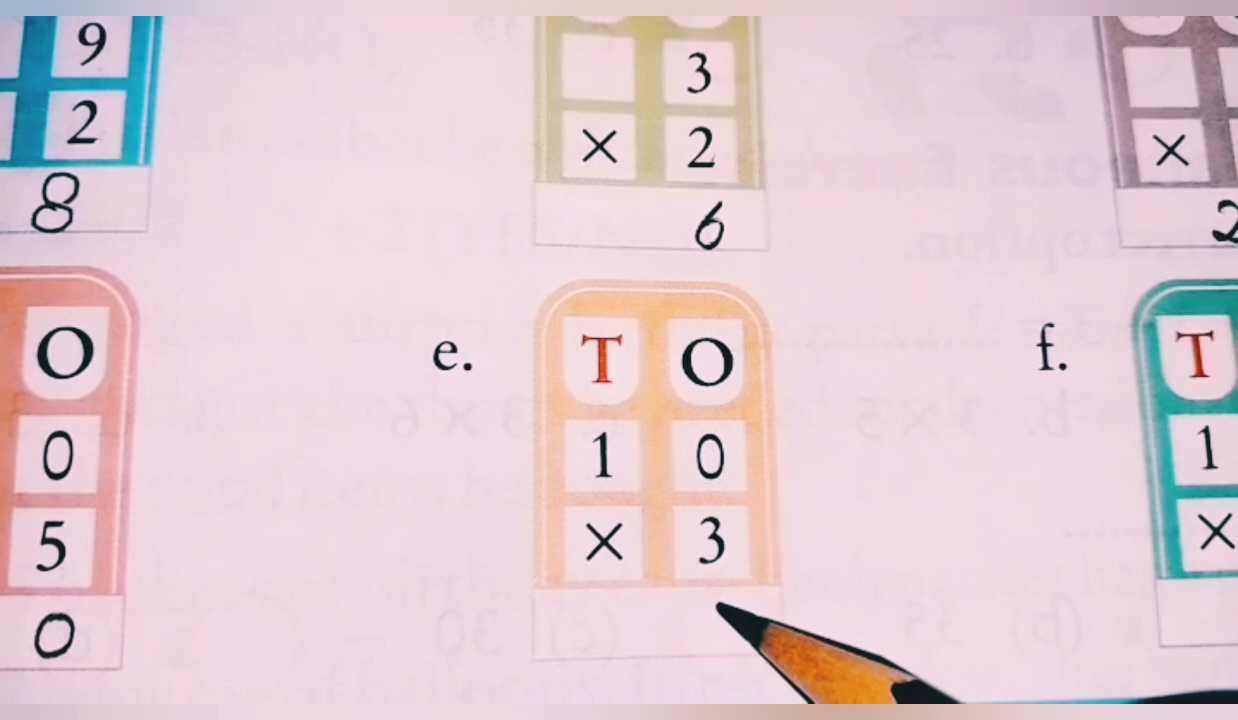 9 3
2 × 2 ×
8 6 2
O e. T O f. T
0 1 0 1
5 × 3 ×
0